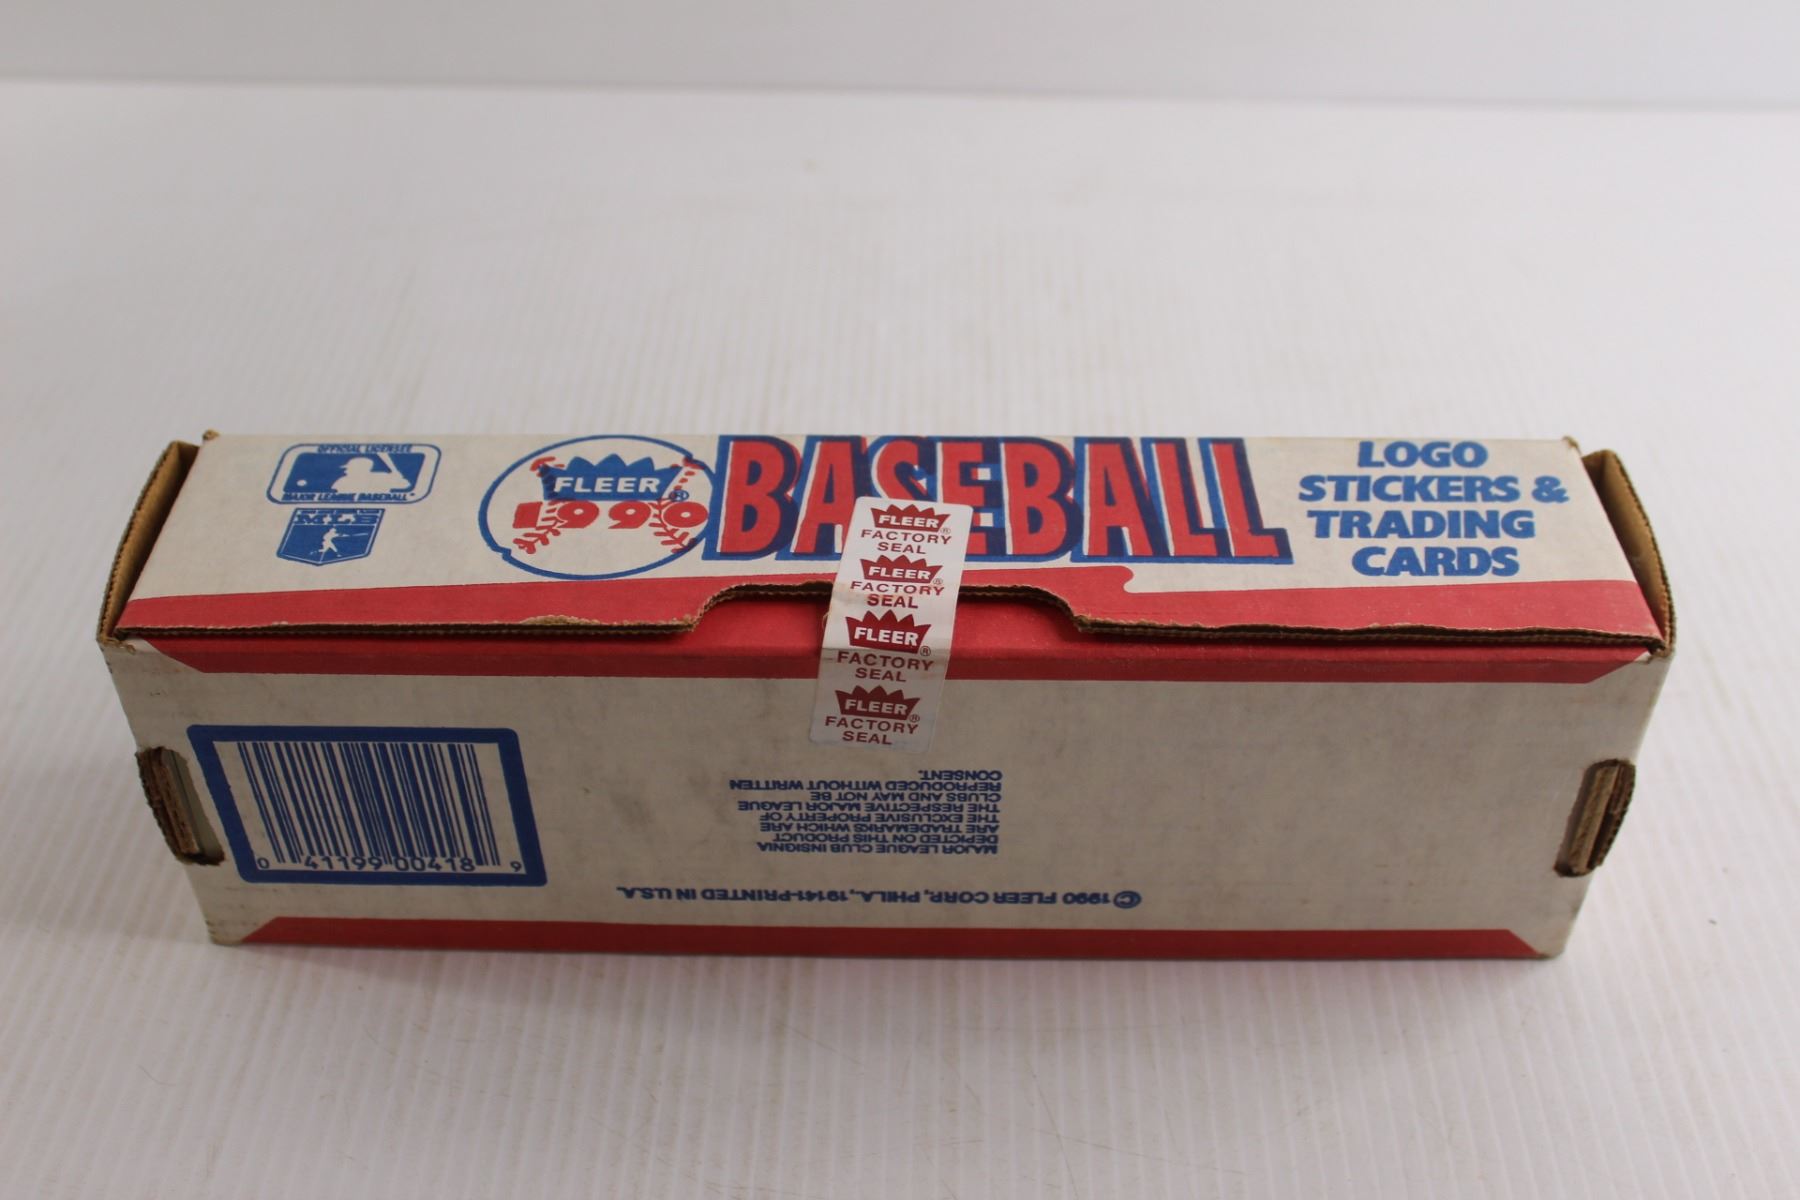 OFFICIAL LICENSEE
MAJOR LEAGUE BASEBALL
MLB
FLEER®
1990
BASEBALL
LOGO
STICKERS &
TRADING
CARDS
FLEER®
FACTORY
SEAL
FLEER®
FACTORY
SEAL
FLEER®
FACTORY
SEAL
FLEER®
FACTORY
SEAL
0 41199 00418 9
© 1990 FLEER CORP., PHILA., 19141-PRINTED IN U.S.A.
MAJOR LEAGUE CLUB INSIGNIA
DEPICTED ON THIS PRODUCT
ARE TRADEMARKS WHICH ARE
THE EXCLUSIVE PROPERTY OF
THE RESPECTIVE MAJOR LEAGUE
CLUBS AND MAY NOT BE
REPRODUCED WITHOUT WRITTEN
CONSENT.